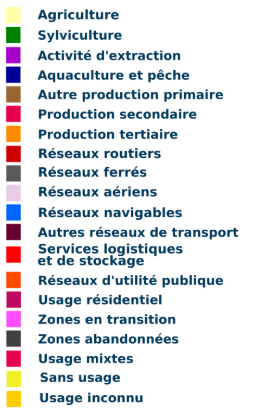 Agriculture
Sylviculture
Activité d'extraction
Aquaculture et pêche
Autre production primaire
Production secondaire
Production tertiaire
Réseaux routiers
Réseaux ferrés
Réseaux aériens
Réseaux navigables
Autres réseaux de transport
Services logistiques
et de stockage
Réseaux d'utilité publique
Usage résidentiel
Zones en transition
Zones abandonnées
Usage mixtes
Sans usage
Usage inconnu